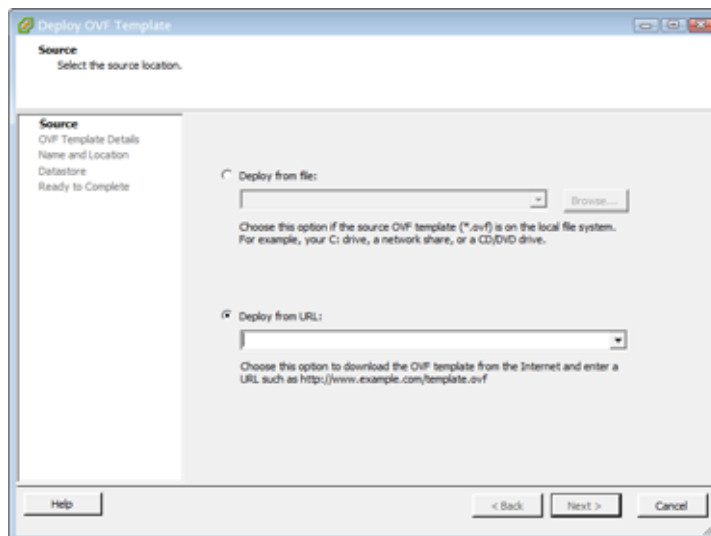 Deploy OVF Template
Source
Select the source location.
Source
OVF Template Details
Name and Location
Datastore
Ready to Complete
Deploy from file:
Browse...
Choose this option if the source OVF template (*.ovf) is on the local file system.
For example, your C: drive, a network share, or a CD/DVD drive.
Deploy from URL:
Choose this option to download the OVF template from the Internet and enter a
URL such as http://www.example.com/template.ovf
Help
< Back
Next >
Cancel